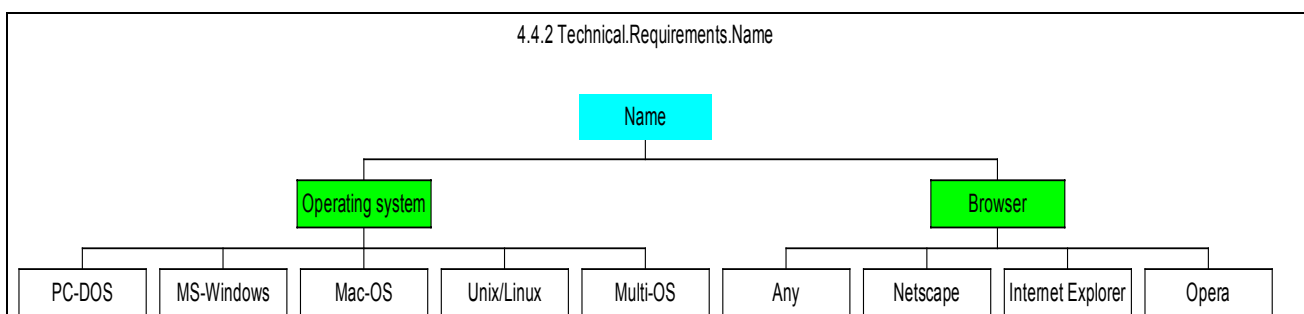 4.4.2 Technical.Requirements.Name
Name
Operating system
Browser
PC-DOS
MS-Windows
Mac-OS
Unix/Linux
Multi-OS
Any
Netscape
Internet Explorer
Opera